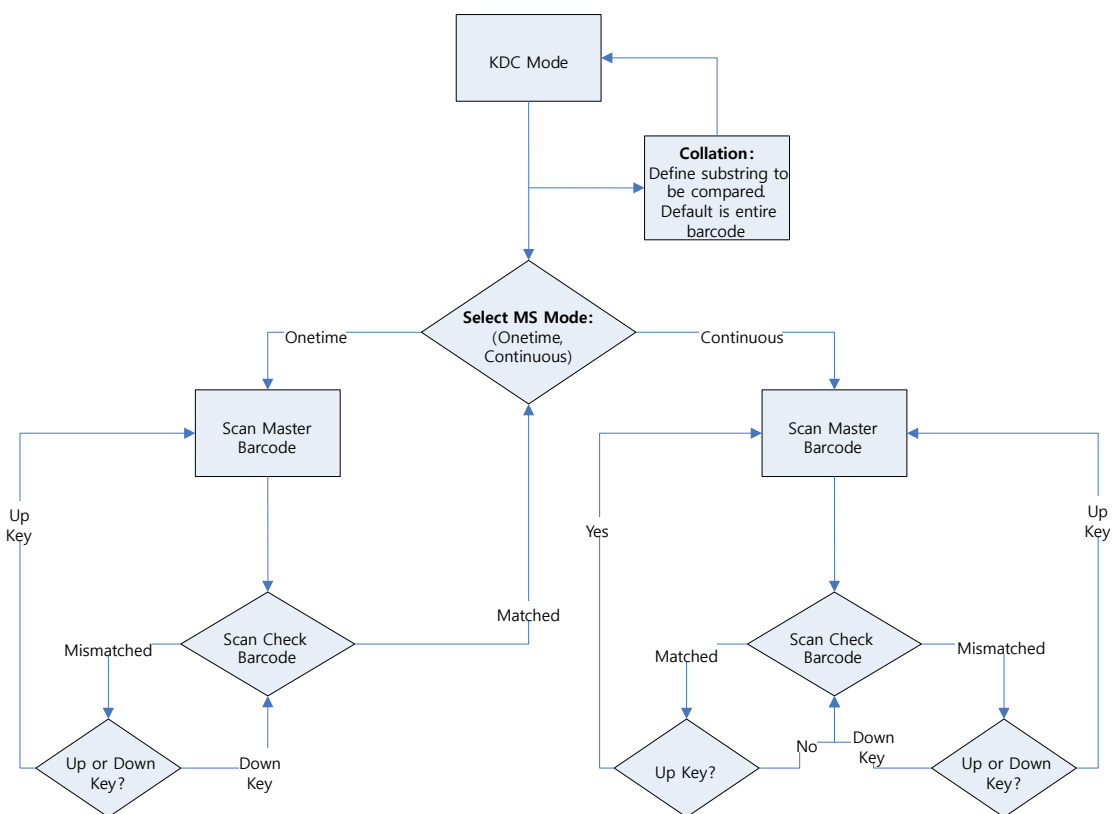 KDC Mode
Collation:
Define substring to
be compared.
Default is entire
barcode
Select MS Mode:
(Onetime,
Continuous)
Onetime
Continuous
Scan Master
Barcode
Scan Master
Barcode
Up
Key
Yes
Up
Key
Matched
Scan Check
Barcode
Mismatched
Scan Check
Barcode
Matched
Mismatched
Up or Down
Key?
Down
Key
Up Key?
No
Down
Key
Up or Down
Key?